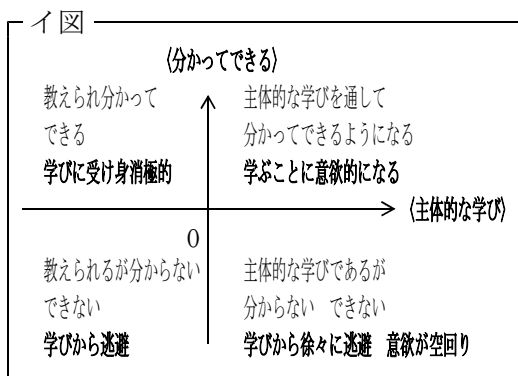 イ図
〈分かってできる〉
教えられ分かって
できる
学びに受け身消極的
主体的な学びを通して
分かってできるようになる
学ぶことに意欲的になる
〈主体的な学び〉
0
教えられるが分からない
できない
学びから逃避
主体的な学びであるが
分からない できない
学びから徐々に逃避 意欲が空回り